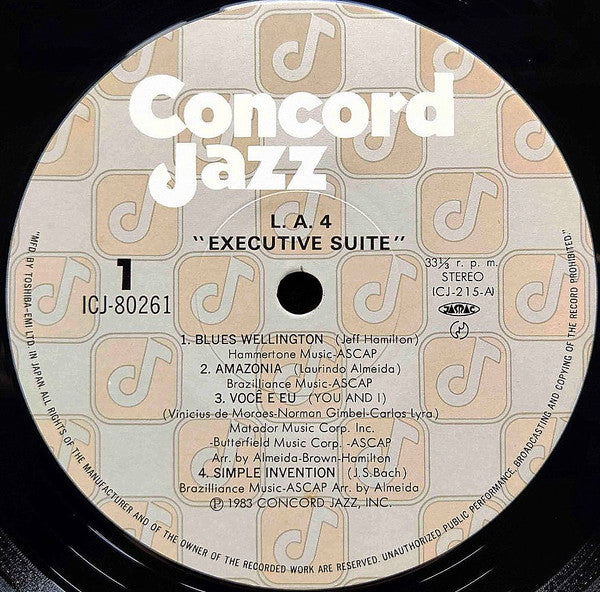 Concord
Jazz
L. A. 4
"EXECUTIVE SUITE"
1
ICJ-80261
33⅓ r. p. m.
STEREO
(ICJ-215-A)
JASRAC
1. BLUES WELLINGTON (Jeff Hamilton)
Hammertone Music-ASCAP
2. AMAZONIA (Laurindo Almeida)
Brazilliance Music-ASCAP
3. VOCÊ E EU (YOU AND I)
(Vinicius de Moraes-Norman Gimbel-Carlos Lyra)
Matador Music Corp. Inc.
-Butterfield Music Corp. -ASCAP
Arr. by Almeida-Brown-Hamilton
4. SIMPLE INVENTION (J.S.Bach)
Brazilliance Music-ASCAP Arr. by Almeida
℗ 1983 CONCORD JAZZ, INC.
"MFD. BY TOSHIBA-EMI LTD. IN JAPAN. ALL RIGHTS OF THE MANUFACTURER AND OF THE OWNER OF THE RECORDED WORK ARE RESERVED. UNAUTHORIZED PUBLIC PERFORMANCE, BROADCASTING AND COPYING OF THE RECORD PROHIBITED."